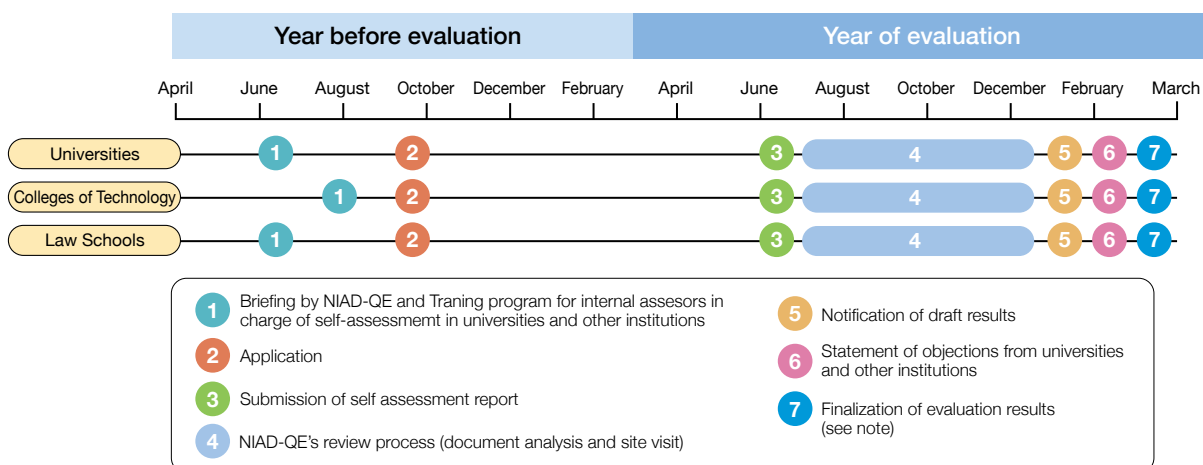 Year before evaluation Year of evaluation
April June August October December February April June August October December February March
Universities 1 2 3 4 5 6 7
Colleges of Technology 1 2 3 4 5 6 7
Law Schools 1 2 3 4 5 6 7
1 Briefing by NIAD-QE and Traning program for internal assesors in
charge of self-assessmemt in universities and other institutions
2 Application
3 Submission of self assessment report
4 NIAD-QE's review process (document analysis and site visit)
5 Notification of draft results
6 Statement of objections from universities
and other institutions
7 Finalization of evaluation results
(see note)